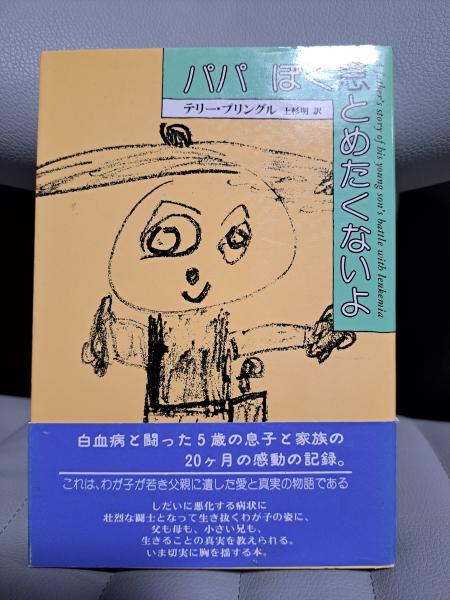 パパ ぼく息とめたくないよ
テリー・プリングル 上杉明 訳
father's story of his young son's battle with leukemia
白血病と闘った5歳の息子と家族の
20ヶ月の感動の記録。
これは、わが子が若き父親に遺した愛と真実の物語である
しだいに悪化する病状に
壮烈な闘士となって生き抜くわが子の姿に、
父も母も、小さい兄も、
生きることの真実を教えられる。
いま切実に胸を揺する本。